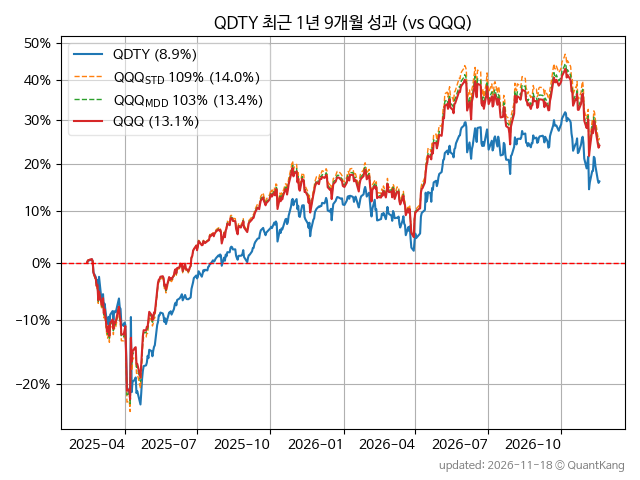 QDTY 최근 1년 9개월 성과 (vs QQQ)
50%
40%
30%
20%
10%
0%
−10%
−20%
QDTY (8.9%)
QQQSTD 109% (14.0%)
QQQMDD 103% (13.4%)
QQQ (13.1%)
2025−04 2025−07 2025−10 2026−01 2026−04 2026−07 2026−10
updated: 2026-11-18 © QuantKang